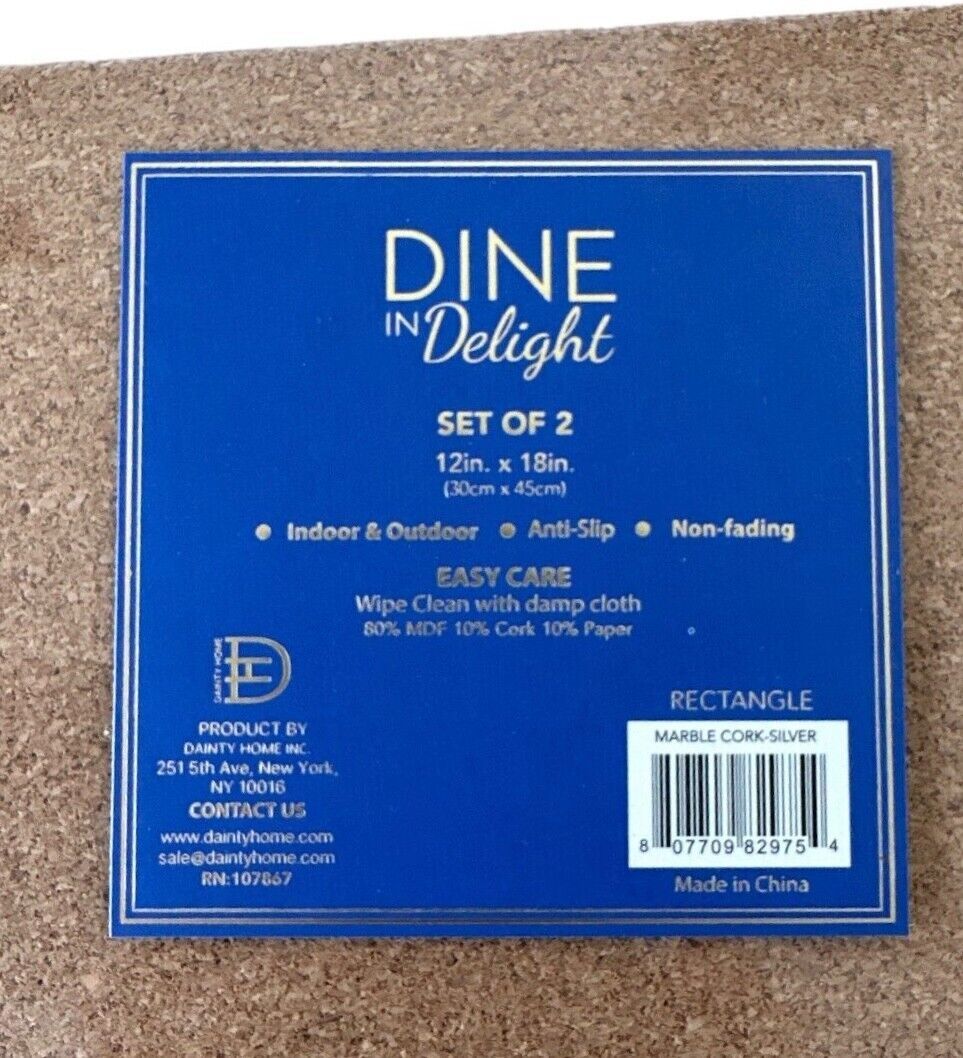 DINE
IN Delight
SET OF 2
12in. x 18in.
(30cm x 45cm)
Indoor & Outdoor • Anti-Slip • Non-fading
EASY CARE
Wipe Clean with damp cloth
80% MDF 10% Cork 10% Paper
DAINTY HOME
PRODUCT BY
DAINTY HOME INC.
251 5th Ave, New York,
NY 10016
CONTACT US
www.daintyhome.com
sale@daintyhome.com
RN:107867
RECTANGLE
MARBLE CORK-SILVER
8 07709 82975 4
Made in China